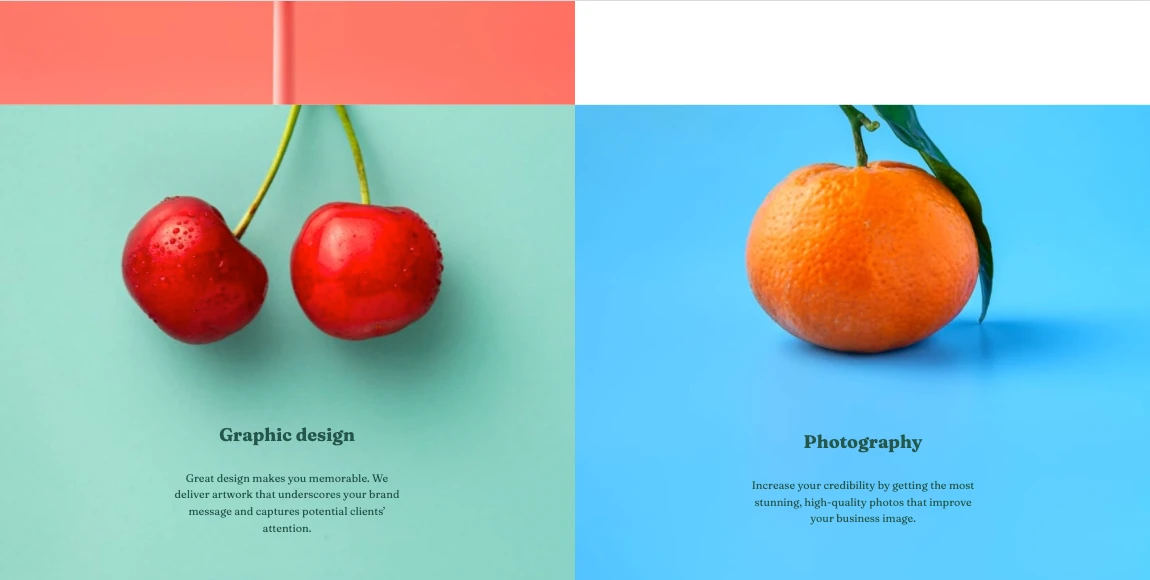 Graphic design
Great design makes you memorable. We
deliver artwork that underscores your brand
message and captures potential clients’
attention.
Photography
Increase your credibility by getting the most
stunning, high-quality photos that improve
your business image.